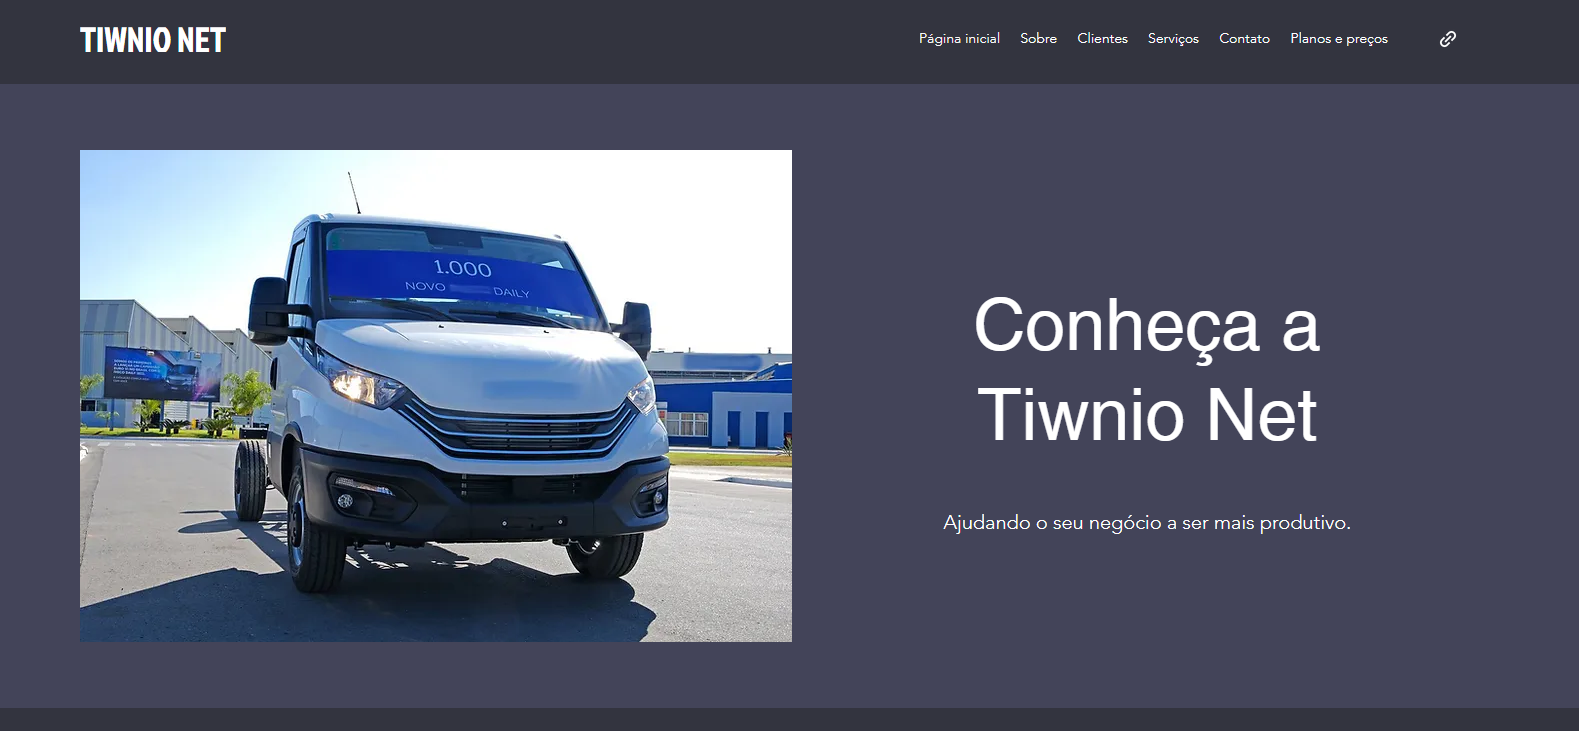 TIWNIO NET
Página inicial Sobre Clientes Serviços Contato Planos e preços
1.000
NOVO DAILY
Conheça a
Tiwnio Net
Ajudando o seu negócio a ser mais produtivo.